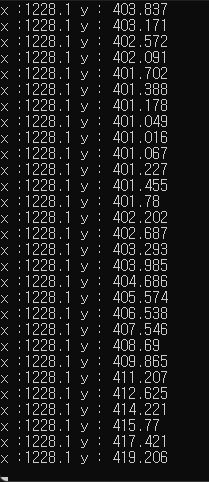 x :1228.1 y : 403.837
x :1228.1 y : 403.171
x :1228.1 y : 402.572
x :1228.1 y : 402.091
x :1228.1 y : 401.702
x :1228.1 y : 401.388
x :1228.1 y : 401.178
x :1228.1 y : 401.049
x :1228.1 y : 401.016
x :1228.1 y : 401.067
x :1228.1 y : 401.227
x :1228.1 y : 401.455
x :1228.1 y : 401.78
x :1228.1 y : 402.202
x :1228.1 y : 402.687
x :1228.1 y : 403.293
x :1228.1 y : 403.985
x :1228.1 y : 404.686
x :1228.1 y : 405.574
x :1228.1 y : 406.538
x :1228.1 y : 407.546
x :1228.1 y : 408.69
x :1228.1 y : 409.865
x :1228.1 y : 411.207
x :1228.1 y : 412.625
x :1228.1 y : 414.221
x :1228.1 y : 415.77
x :1228.1 y : 417.421
x :1228.1 y : 419.206